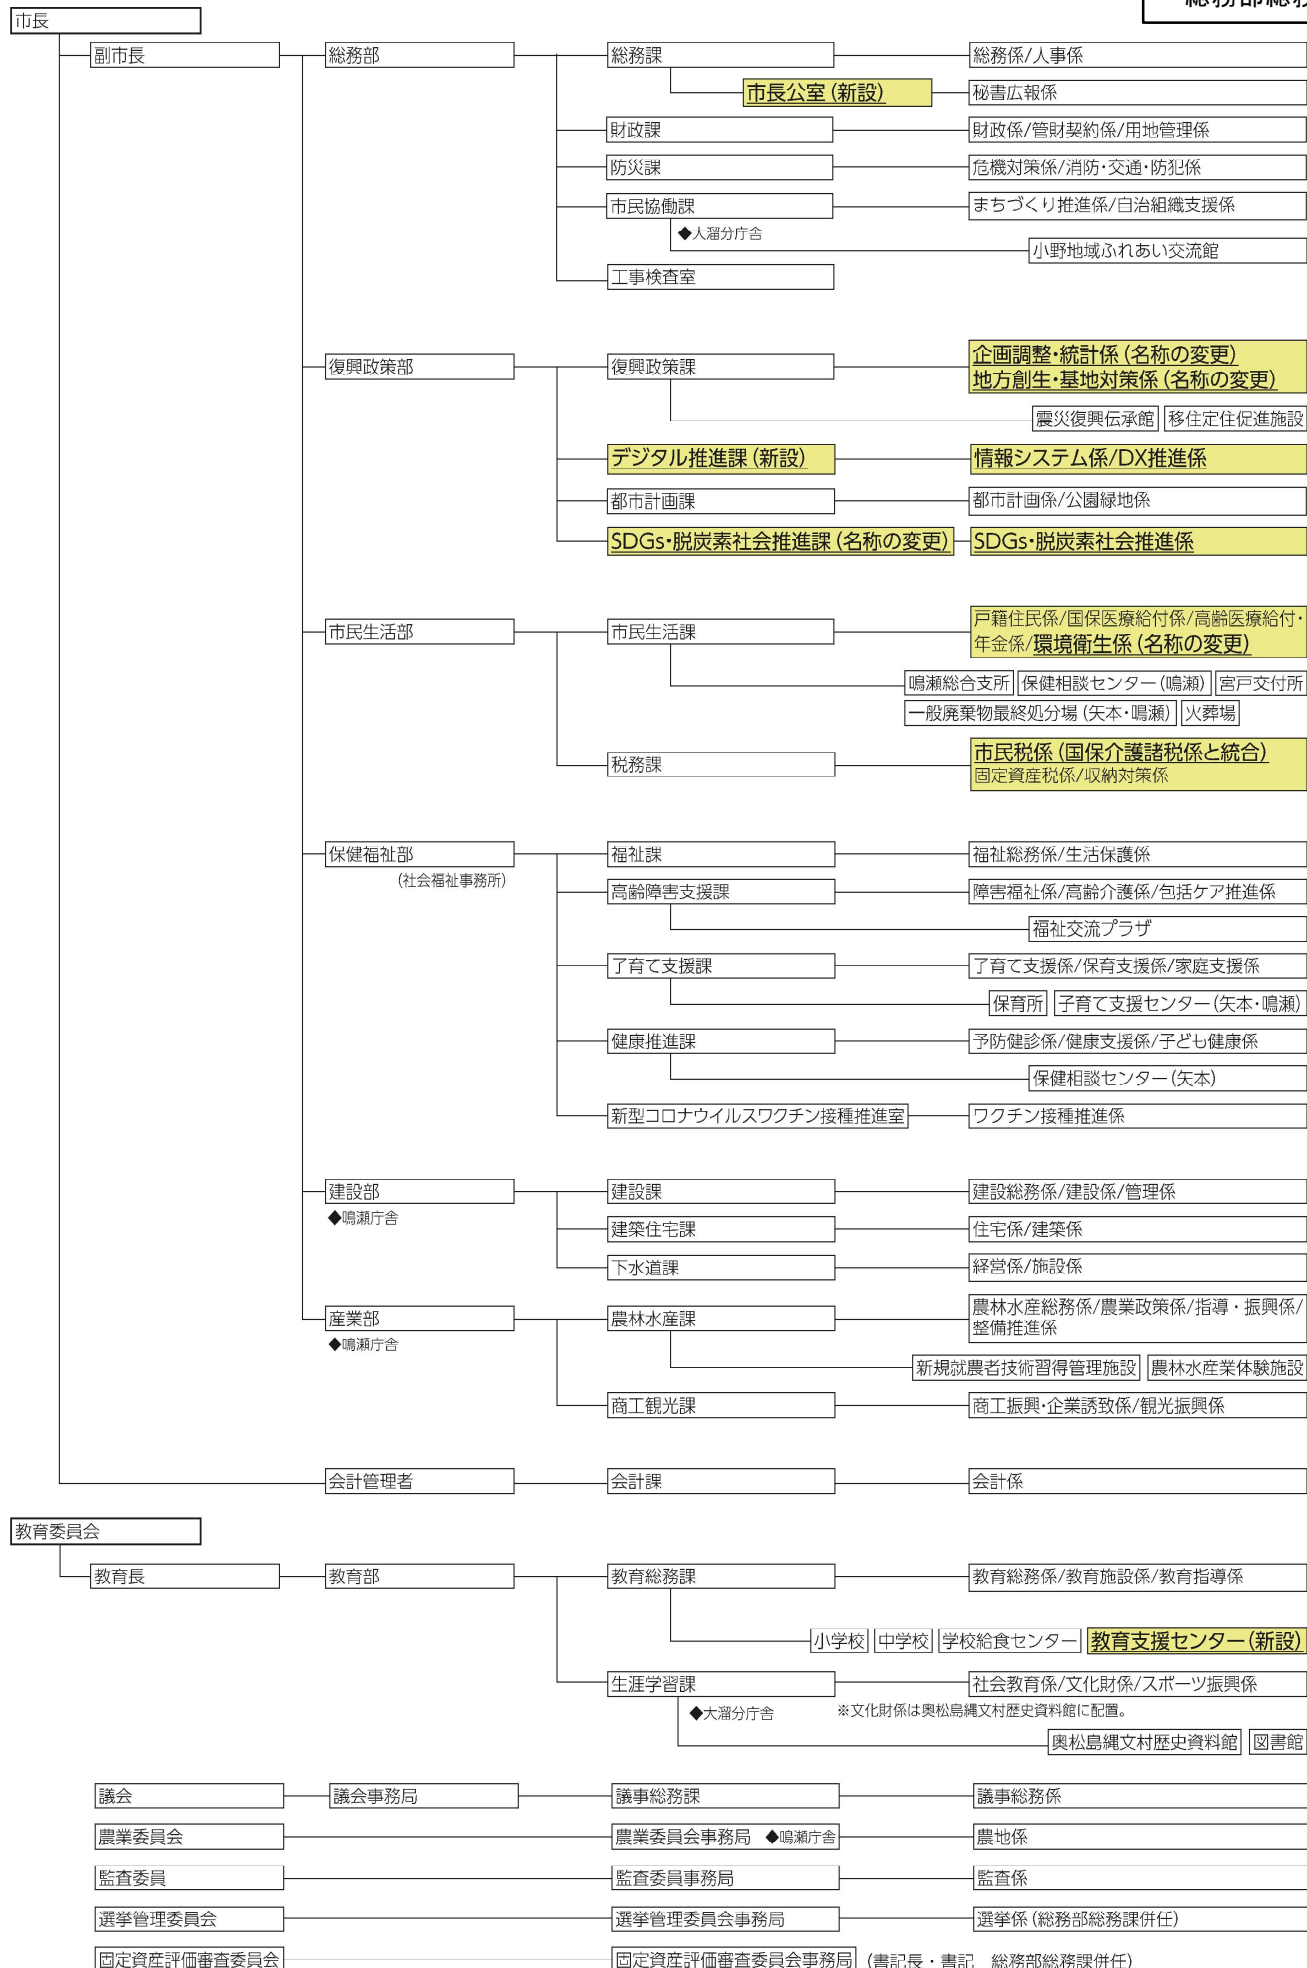 総務部総務
市長
副市長
総務部
総務課
総務係/人事係
市長公室(新設)
秘書広報係
財政課
財政係/管財契約係/用地管理係
防災課
危機対策係/消防・交通・防犯係
市民協働課
まちづくり推進係/自治組織支援係
◆大溜分庁舎
小野地域ふれあい交流館
工事検査室
復興政策部
復興政策課
企画調整・統計係(名称の変更)
地方創生・基地対策係(名称の変更)
震災復興伝承館 移住定住促進施設
デジタル推進課(新設)
情報システム係/DX推進係
都市計画課
都市計画係/公園緑地係
SDGs・脱炭素社会推進課(名称の変更)
SDGs・脱炭素社会推進係
市民生活部
市民生活課
戸籍住民係/国保医療給付係/高齢医療給付・
年金係/環境衛生係(名称の変更)
鳴瀬総合支所 保健相談センター(鳴瀬) 宮戸交付所
一般廃棄物最終処分場(矢本・鳴瀬) 火葬場
税務課
市民税係(国保介護諸税係と統合)
固定資産税係/収納対策係
保健福祉部
(社会福祉事務所)
福祉課
福祉総務係/生活保護係
高齢障害支援課
障害福祉係/高齢介護係/包括ケア推進係
福祉交流プラザ
子育て支援課
子育て支援係/保育支援係/家庭支援係
保育所 子育て支援センター(矢本・鳴瀬)
健康推進課
予防健診係/健康支援係/子ども健康係
保健相談センター(矢本)
新型コロナウイルスワクチン接種推進室
ワクチン接種推進係
建設部
◆鳴瀬庁舎
建設課
建設総務係/建設係/管理係
建築住宅課
住宅係/建築係
下水道課
経営係/施設係
産業部
◆鳴瀬庁舎
農林水産課
農林水産総務係/農業政策係/指導・振興係/
整備推進係
新規就農者技術習得管理施設 農林水産業体験施設
商工観光課
商工振興・企業誘致係/観光振興係
会計管理者
会計課
会計係
教育委員会
教育長
教育部
教育総務課
教育総務係/教育施設係/教育指導係
小学校 中学校 学校給食センター 教育支援センター(新設)
生涯学習課
社会教育係/文化財係/スポーツ振興係
◆大溜分庁舎
※文化財係は奥松島縄文村歴史資料館に配置。
奥松島縄文村歴史資料館 図書館
議会
議会事務局
議事総務課
議事総務係
農業委員会
農業委員会事務局 ◆鳴瀬庁舎
農地係
監査委員
監査委員事務局
監査係
選挙管理委員会
選挙管理委員会事務局
選挙係(総務部総務課併任)
固定資産評価審査委員会
固定資産評価審査委員会事務局
(書記長・書記 総務部総務課併任)